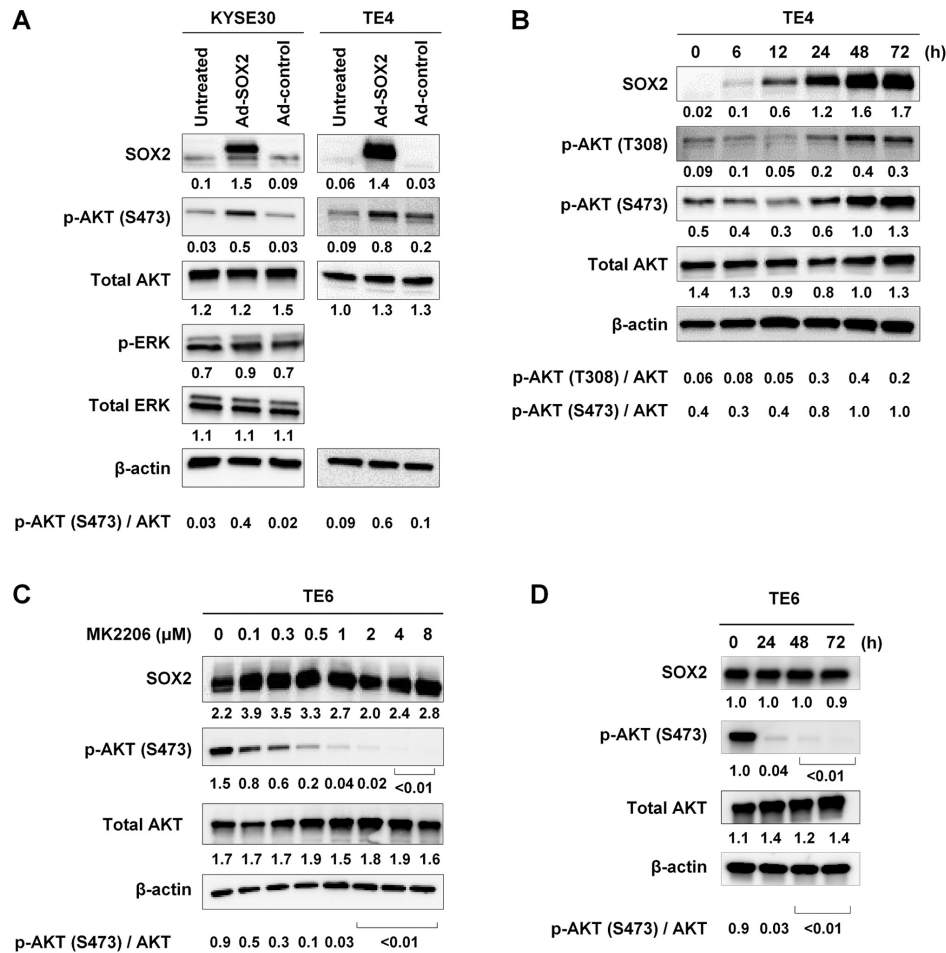 A
KYSE30 TE4
Untreated Ad-SOX2 Ad-control Untreated Ad-SOX2 Ad-control
SOX2
0.1 1.5 0.09 0.06 1.4 0.03
p-AKT (S473)
0.03 0.5 0.03 0.09 0.8 0.2
Total AKT
1.2 1.2 1.5 1.0 1.3 1.3
p-ERK
0.7 0.9 0.7
Total ERK
1.1 1.1 1.1
β-actin
p-AKT (S473) / AKT 0.03 0.4 0.02 0.09 0.6 0.1
B
TE4
0 6 12 24 48 72 (h)
SOX2
0.02 0.1 0.6 1.2 1.6 1.7
p-AKT (T308)
0.09 0.1 0.05 0.2 0.4 0.3
p-AKT (S473)
0.5 0.4 0.3 0.6 1.0 1.3
Total AKT
1.4 1.3 0.9 0.8 1.0 1.3
β-actin
p-AKT (T308) / AKT 0.06 0.08 0.05 0.3 0.4 0.2
p-AKT (S473) / AKT 0.4 0.3 0.4 0.8 1.0 1.0
C
TE6
MK2206 (μM) 0 0.1 0.3 0.5 1 2 4 8
SOX2
2.2 3.9 3.5 3.3 2.7 2.0 2.4 2.8
p-AKT (S473)
1.5 0.8 0.6 0.2 0.04 0.02 <0.01
Total AKT
1.7 1.7 1.7 1.9 1.5 1.8 1.9 1.6
β-actin
p-AKT (S473) / AKT 0.9 0.5 0.3 0.1 0.03 <0.01
D
TE6
0 24 48 72 (h)
SOX2
1.0 1.0 1.0 0.9
p-AKT (S473)
1.0 0.04 <0.01
Total AKT
1.1 1.4 1.2 1.4
β-actin
p-AKT (S473) / AKT 0.9 0.03 <0.01